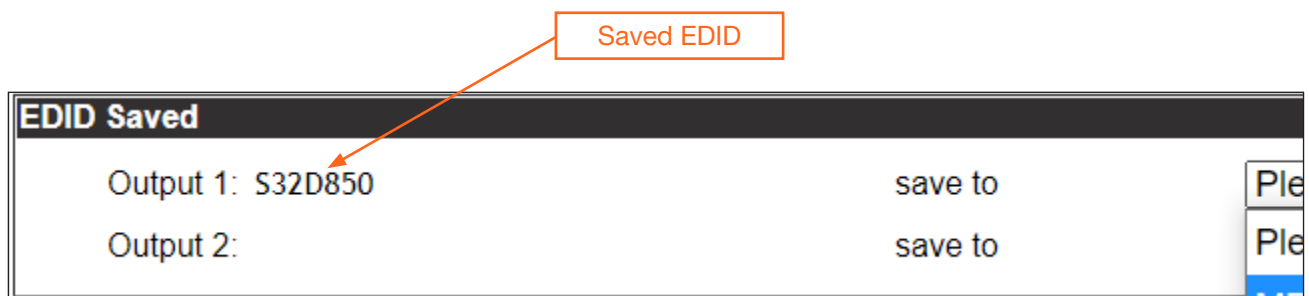 Saved EDID
EDID Saved
Output 1: S32D850 save to Ple
Output 2: save to Ple